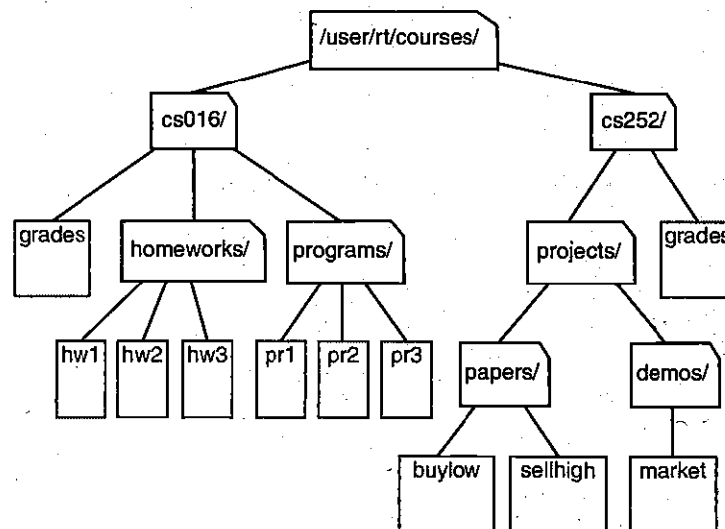 /user/rt/courses/
cs016/
cs252/
grades
homeworks/
programs/
projects/
grades
hw1
hw2
hw3
pr1
pr2
pr3
papers/
demos/
buylow
sellhigh
market